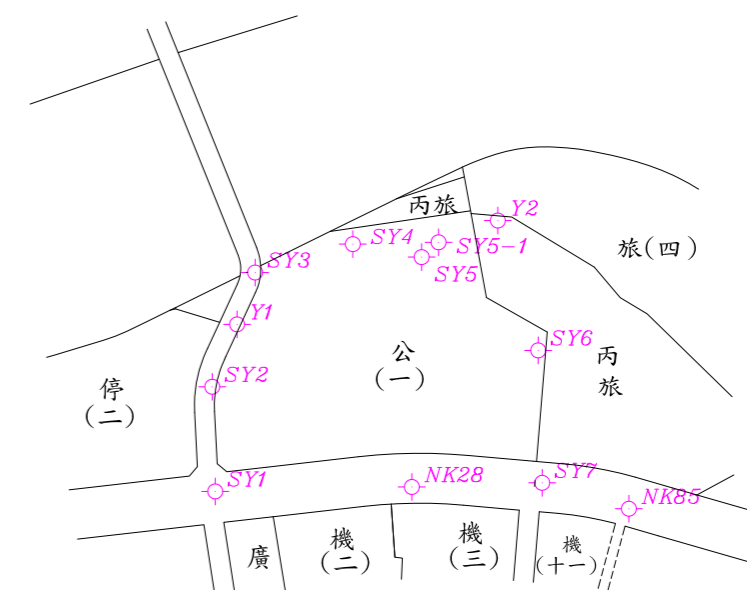 丙旅
Y2
SY4
SY5-1
旅(四)
SY3
SY5
Y1
SY6
公
(一)
丙
旅
SY2
停
(二)
SY1
NK28
SY7
NK85
廣
機
(二)
機
(三)
機
(十一)